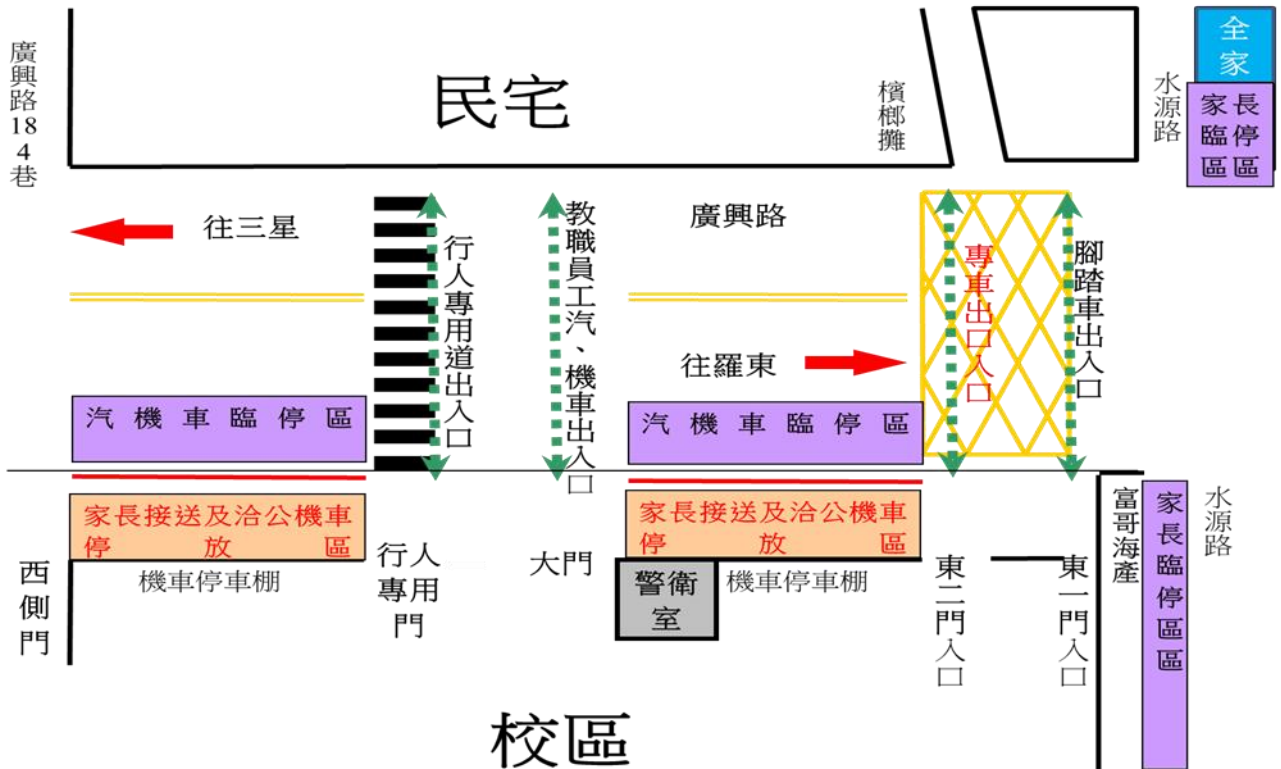 廣興路184巷
民宅
檳榔攤
水源路
全家
家長臨停區區
往三星
行人專用道出入口
教職員工汽、機車出入口
廣興路
往羅東
專車出口入口
腳踏車出入口
汽機車臨停區
汽機車臨停區
家長接送及洽公機車
停放區
家長接送及洽公機車
停放區
西側門
機車停車棚
行人
專用
門
大門
警衛
室
機車停車棚
東二門入口
東一門入口
富哥海產
家長臨停區區
水源路
校區